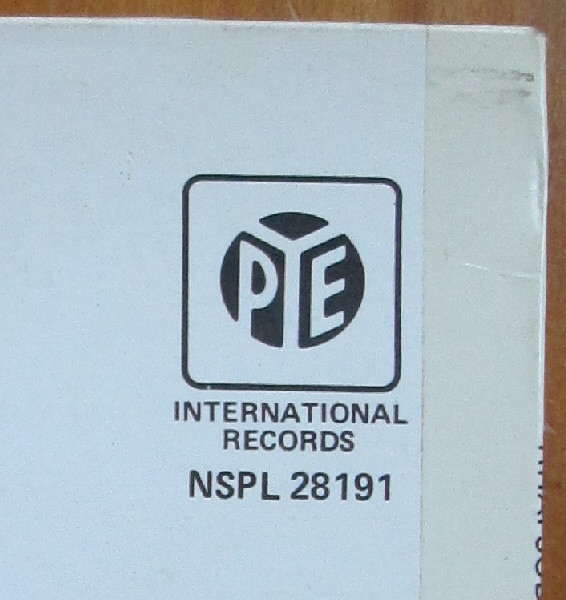 PYE
INTERNATIONAL
RECORDS
NSPL 28191